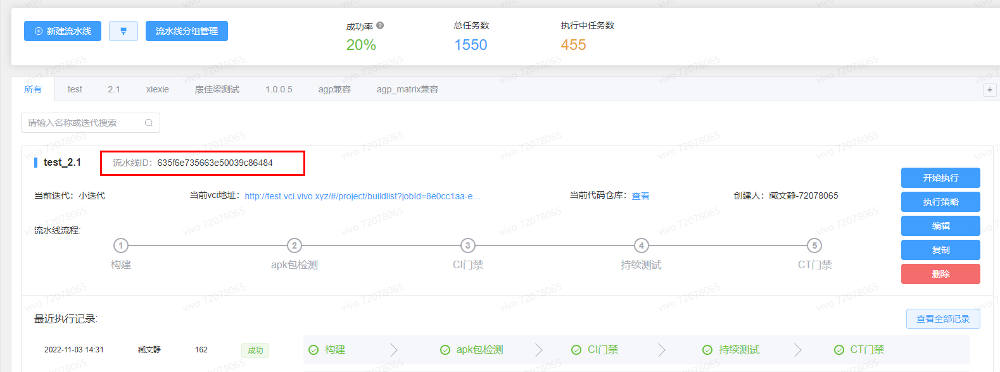 新建流水线
流水线分组管理
成功率 ?
总任务数
执行中任务数
20%
1550
455
所有
test
2.1
xiexie
1.0.0.5
agp兼容
agp_matrix兼容
+
请输入名称或迭代搜索
test_2.1
流水线ID: 635f6e735663e50039c86484
当前迭代: 小迭代
当前vci地址: http://test.vci.vivo.xyz/#/project/buildlist?jobId=8e0cc1aa-e...
当前代码仓库: 查看
创建人: 臧文静-72078065
开始执行
执行策略
编辑
复制
删除
流水线流程:
1
2
3
4
5
构建
apk包检测
CI门禁
持续测试
CT门禁
最近执行记录:
查看全部记录
2022-11-03 14:31
臧文静
162
成功
构建
apk包检测
CI门禁
持续测试
CT门禁
vivo 72078065